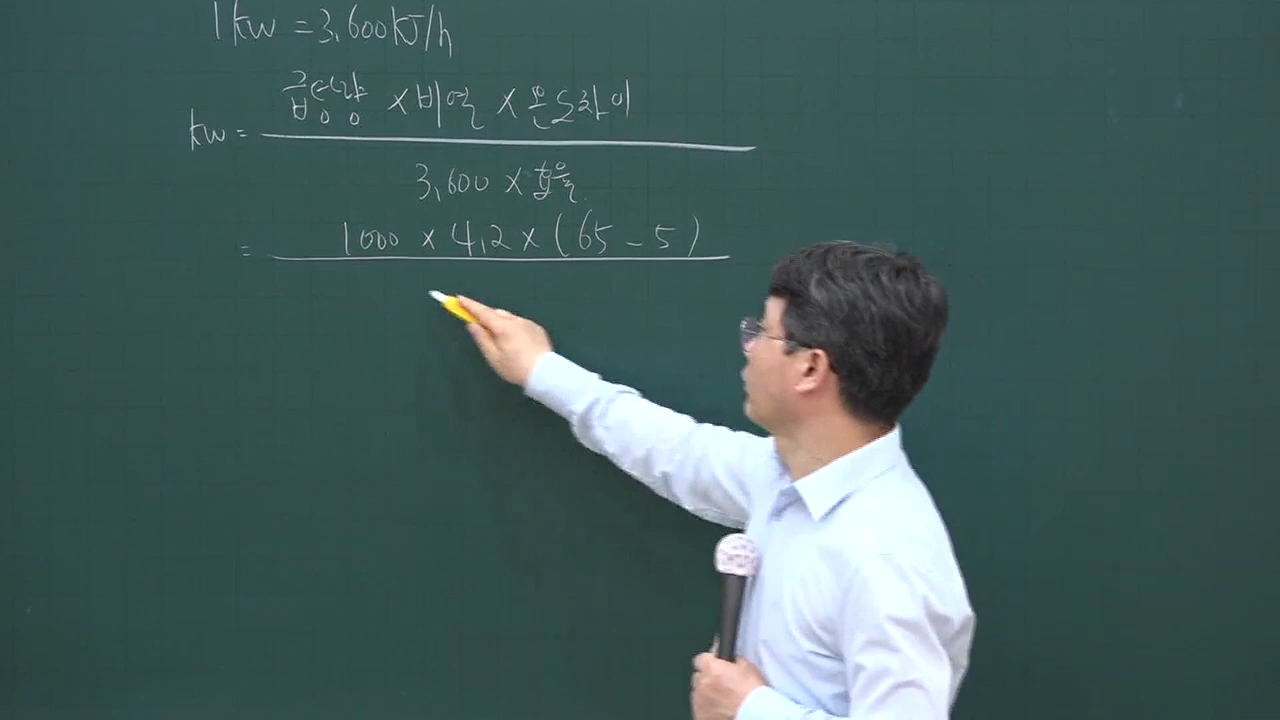 1kW = 3,600kJ/h
급수량 × 비열 × 온도차이
kW =
3,600 × 효율
1000 × 4.2 × (65 - 5)
=